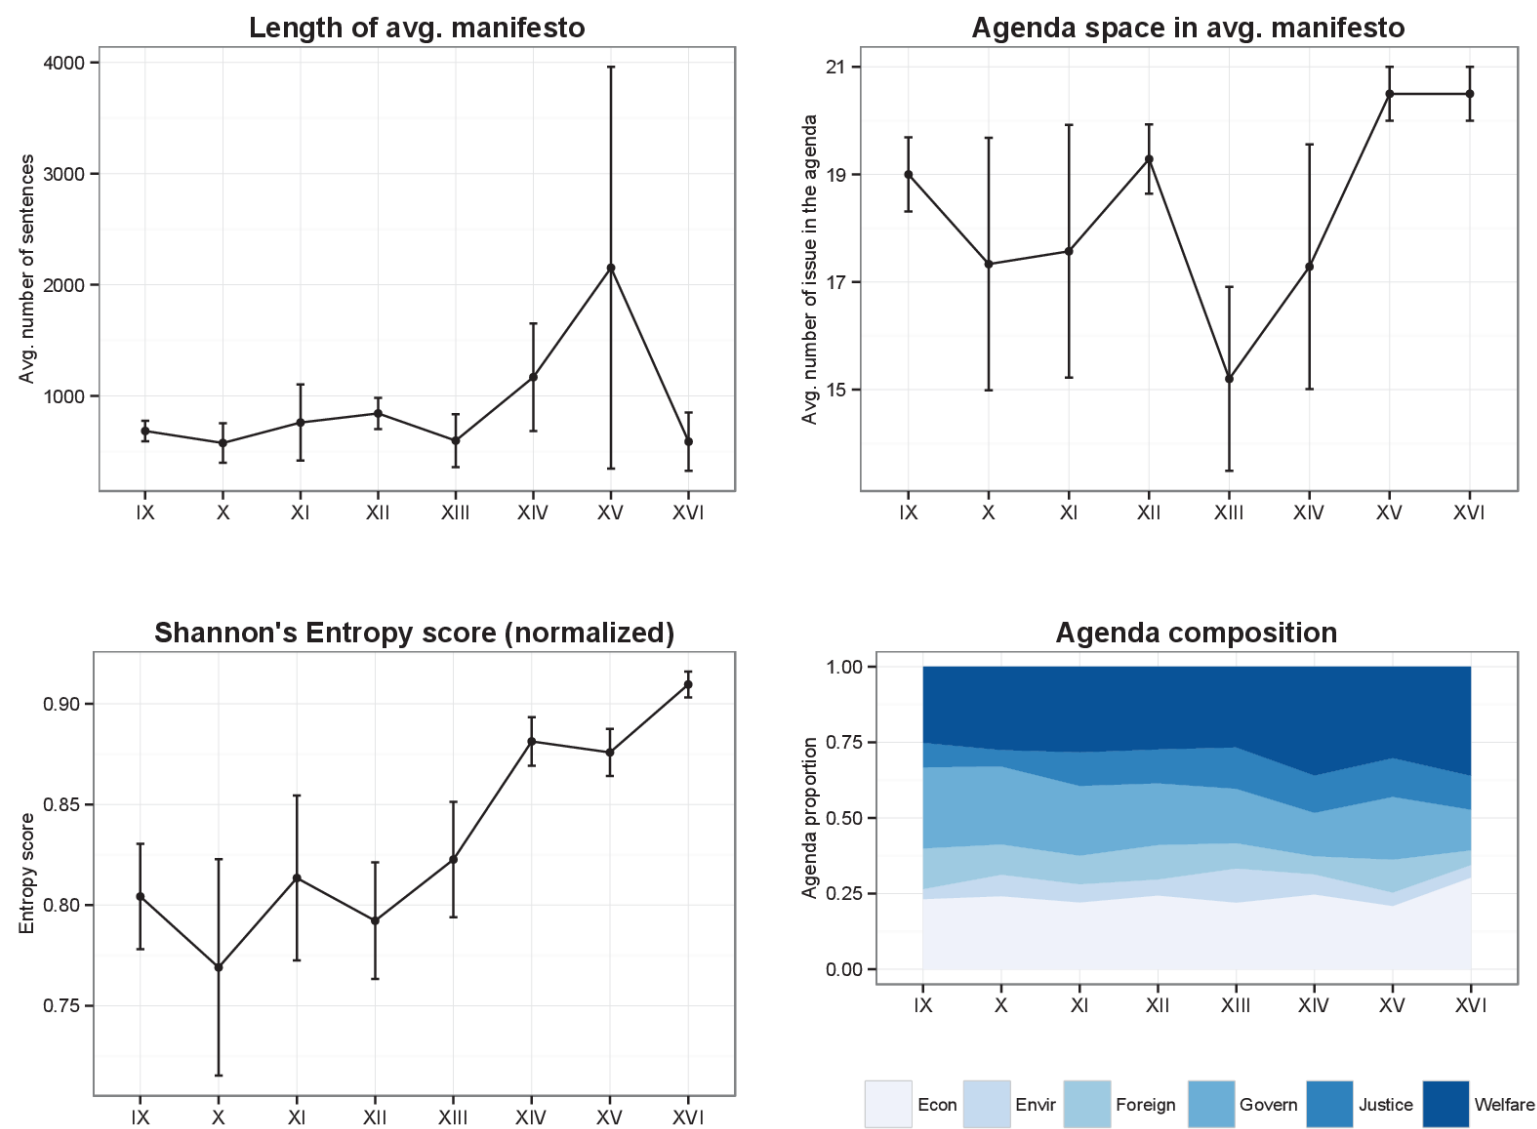 Length of avg. manifesto
Avg. number of sentences
4000
3000
2000
1000
IX X XI XII XIII XIV XV XVI
Agenda space in avg. manifesto
Avg. number of issue in the agenda
21
19
17
15
IX X XI XII XIII XIV XV XVI
Shannon's Entropy score (normalized)
Entropy score
0.90
0.85
0.80
0.75
IX X XI XII XIII XIV XV XVI
Agenda composition
Agenda proportion
1.00
0.75
0.50
0.25
0.00
IX X XI XII XIII XIV XV XVI
Econ Envir Foreign Govern Justice Welfare